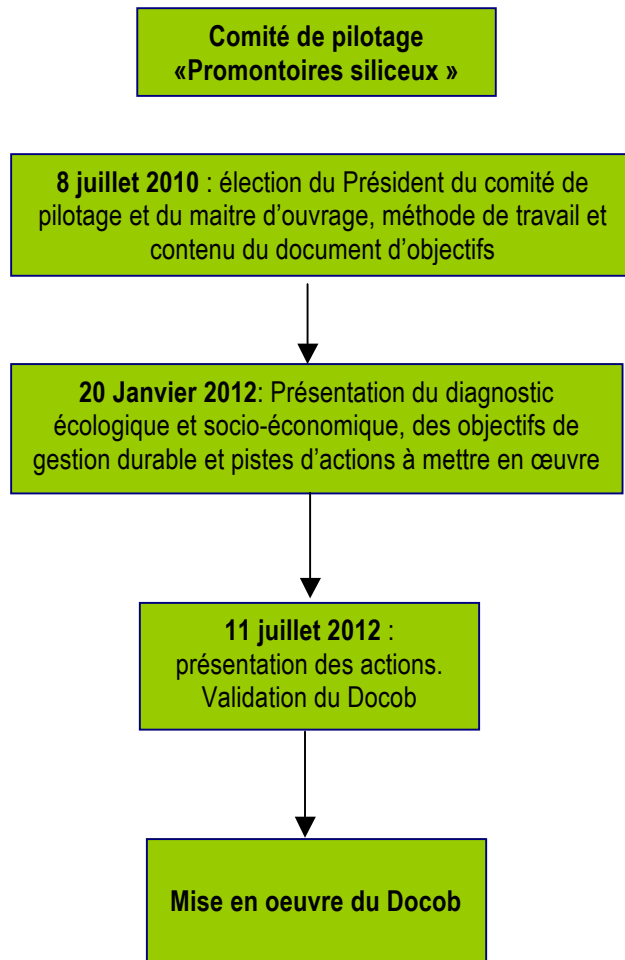 Comité de pilotage
«Promontoires siliceux »
8 juillet 2010 : élection du Président du comité de
pilotage et du maitre d'ouvrage, méthode de travail et
contenu du document d'objectifs
20 Janvier 2012: Présentation du diagnostic
écologique et socio-économique, des objectifs de
gestion durable et pistes d'actions à mettre en œuvre
11 juillet 2012 :
présentation des actions.
Validation du Docob
Mise en oeuvre du Docob